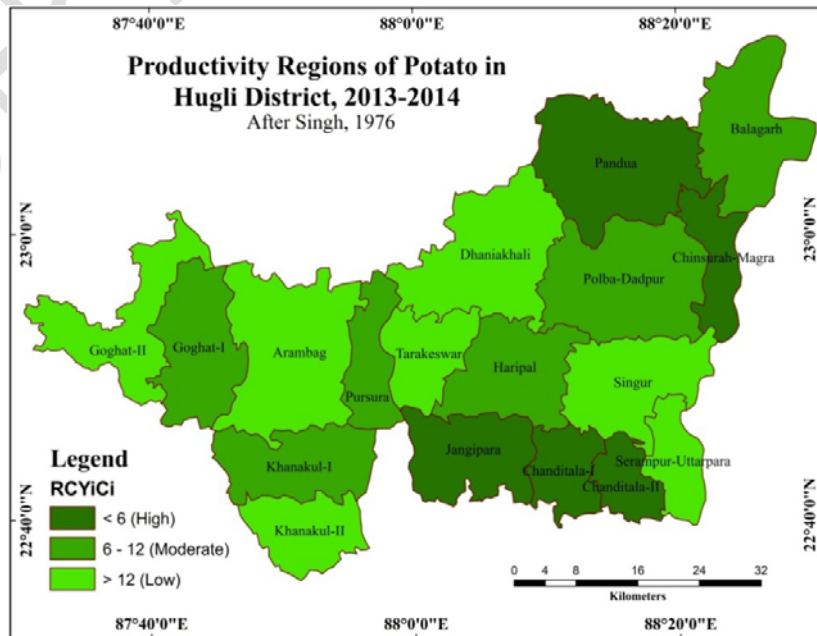 87°40'0"E 88°0'0"E 88°20'0"E
Productivity Regions of Potato in
Hugli District, 2013-2014
After Singh, 1976
Balagarh
Pandua
23°0'0"N 23°0'0"N
Dhaniakhali
Chinsurah-Magra
Polba-Dadpur
Goghat-II
Goghat-I
Arambag
Tarakeswar
Haripal
Singur
Pursura
Jangipara
Serampur-Uttarpara
Khanakul-I
Chanditala-I
Chanditala-II
Khanakul-II
Legend
RCYiCi
< 6 (High)
6 - 12 (Moderate)
> 12 (Low)
22°40'0"N 22°40'0"N
0 4 8 16 24 32
Kilometers
87°40'0"E 88°0'0"E 88°20'0"E